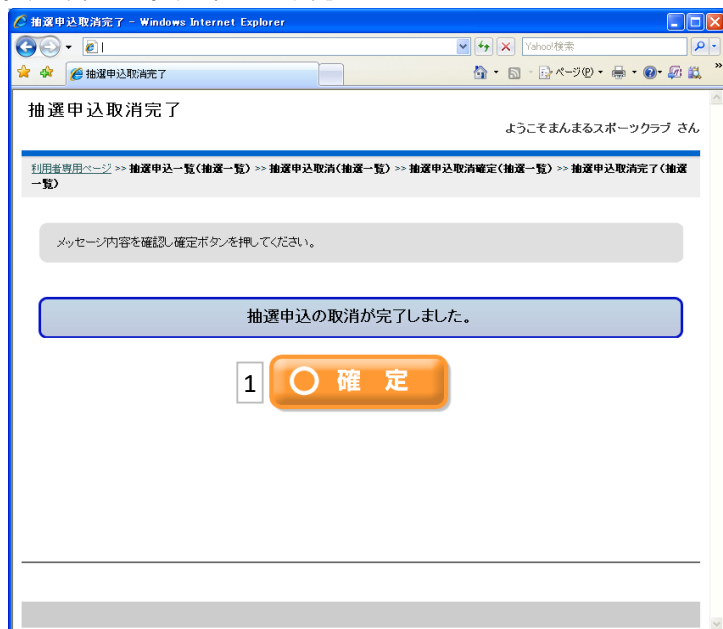 抽選申込取消完了 - Windows Internet Explorer
Yahoo!検索
抽選申込取消完了
ページ(P)
抽選申込取消完了
ようこそまんまるスポーツクラブ さん
利用者専用ページ >> 抽選申込一覧(抽選一覧) >> 抽選申込取消(抽選一覧) >> 抽選申込取消確定(抽選一覧) >> 抽選申込取消完了(抽選
一覧)
メッセージ内容を確認し確定ボタンを押してください。
抽選申込の取消が完了しました。
1 確 定